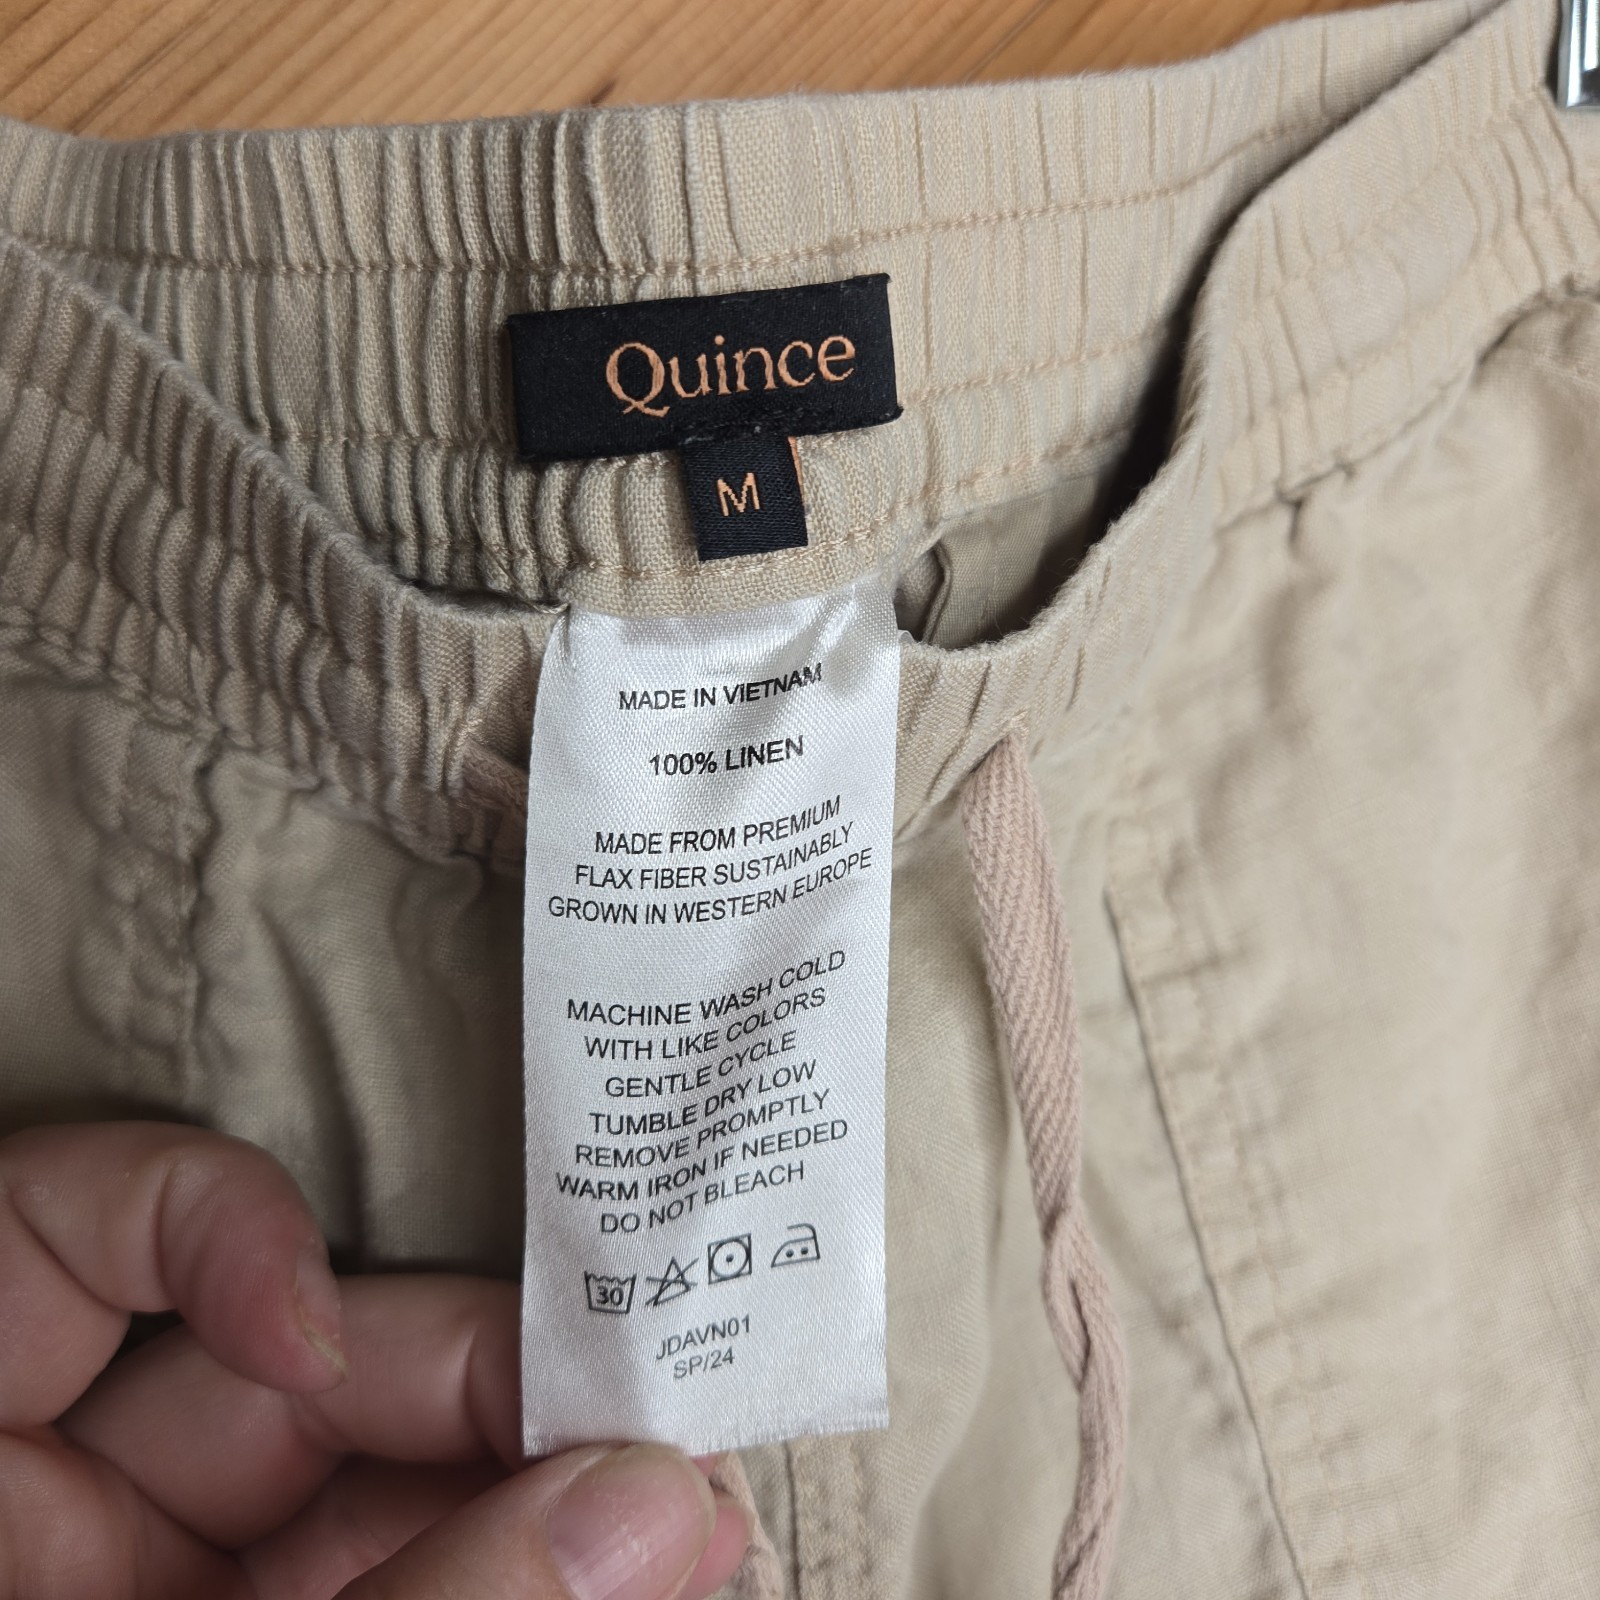 Quince
M
MADE IN VIETNAM
100% LINEN
MADE FROM PREMIUM
FLAX FIBER SUSTAINABLY
GROWN IN WESTERN EUROPE
MACHINE WASH COLD
WITH LIKE COLORS
GENTLE CYCLE
TUMBLE DRY LOW
REMOVE PROMPTLY
WARM IRON IF NEEDED
DO NOT BLEACH
30
JDAVN01
SP/24